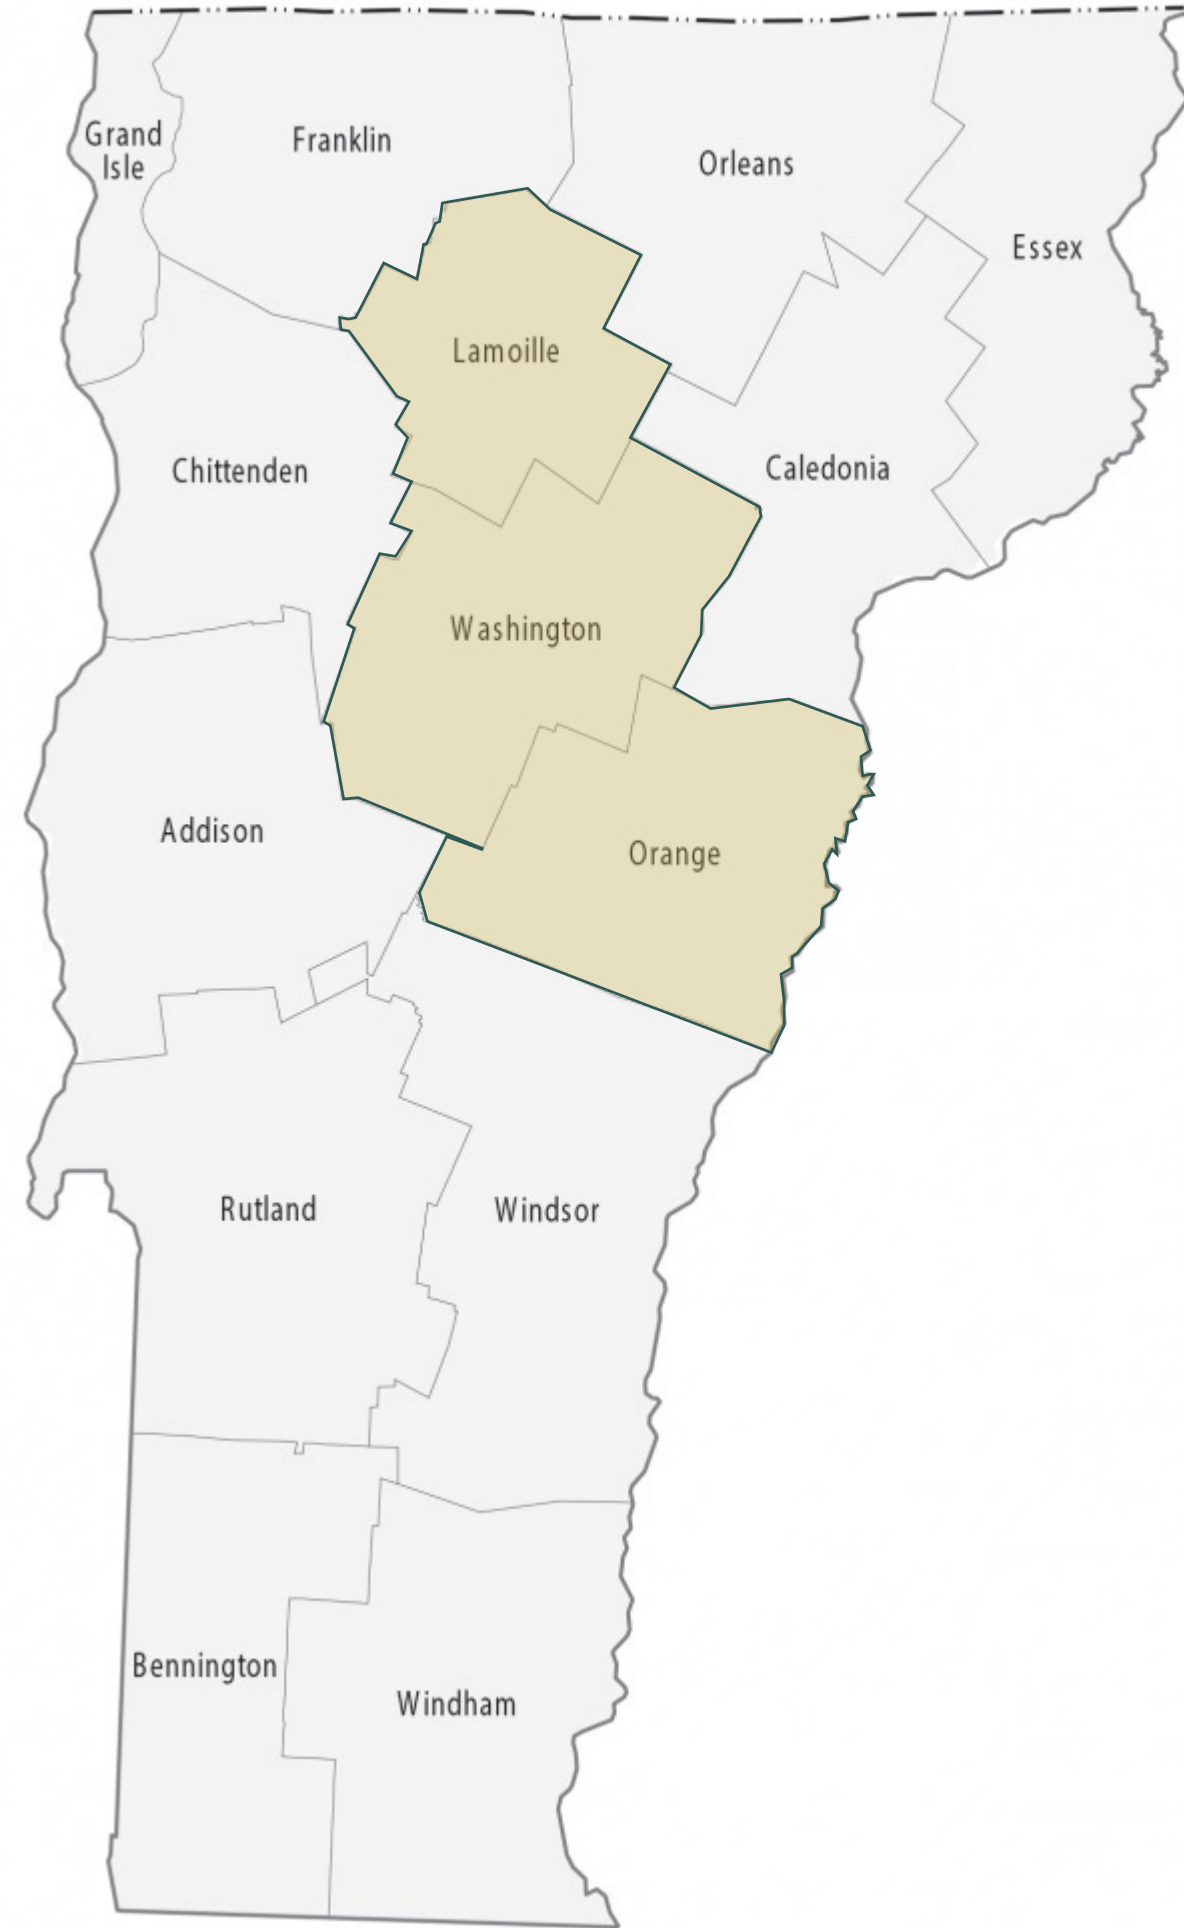 Grand
Isle
Franklin
Orleans
Essex
Lamoille
Chittenden
Caledonia
Washington
Addison
Orange
Rutland
Windsor
Bennington
Windham